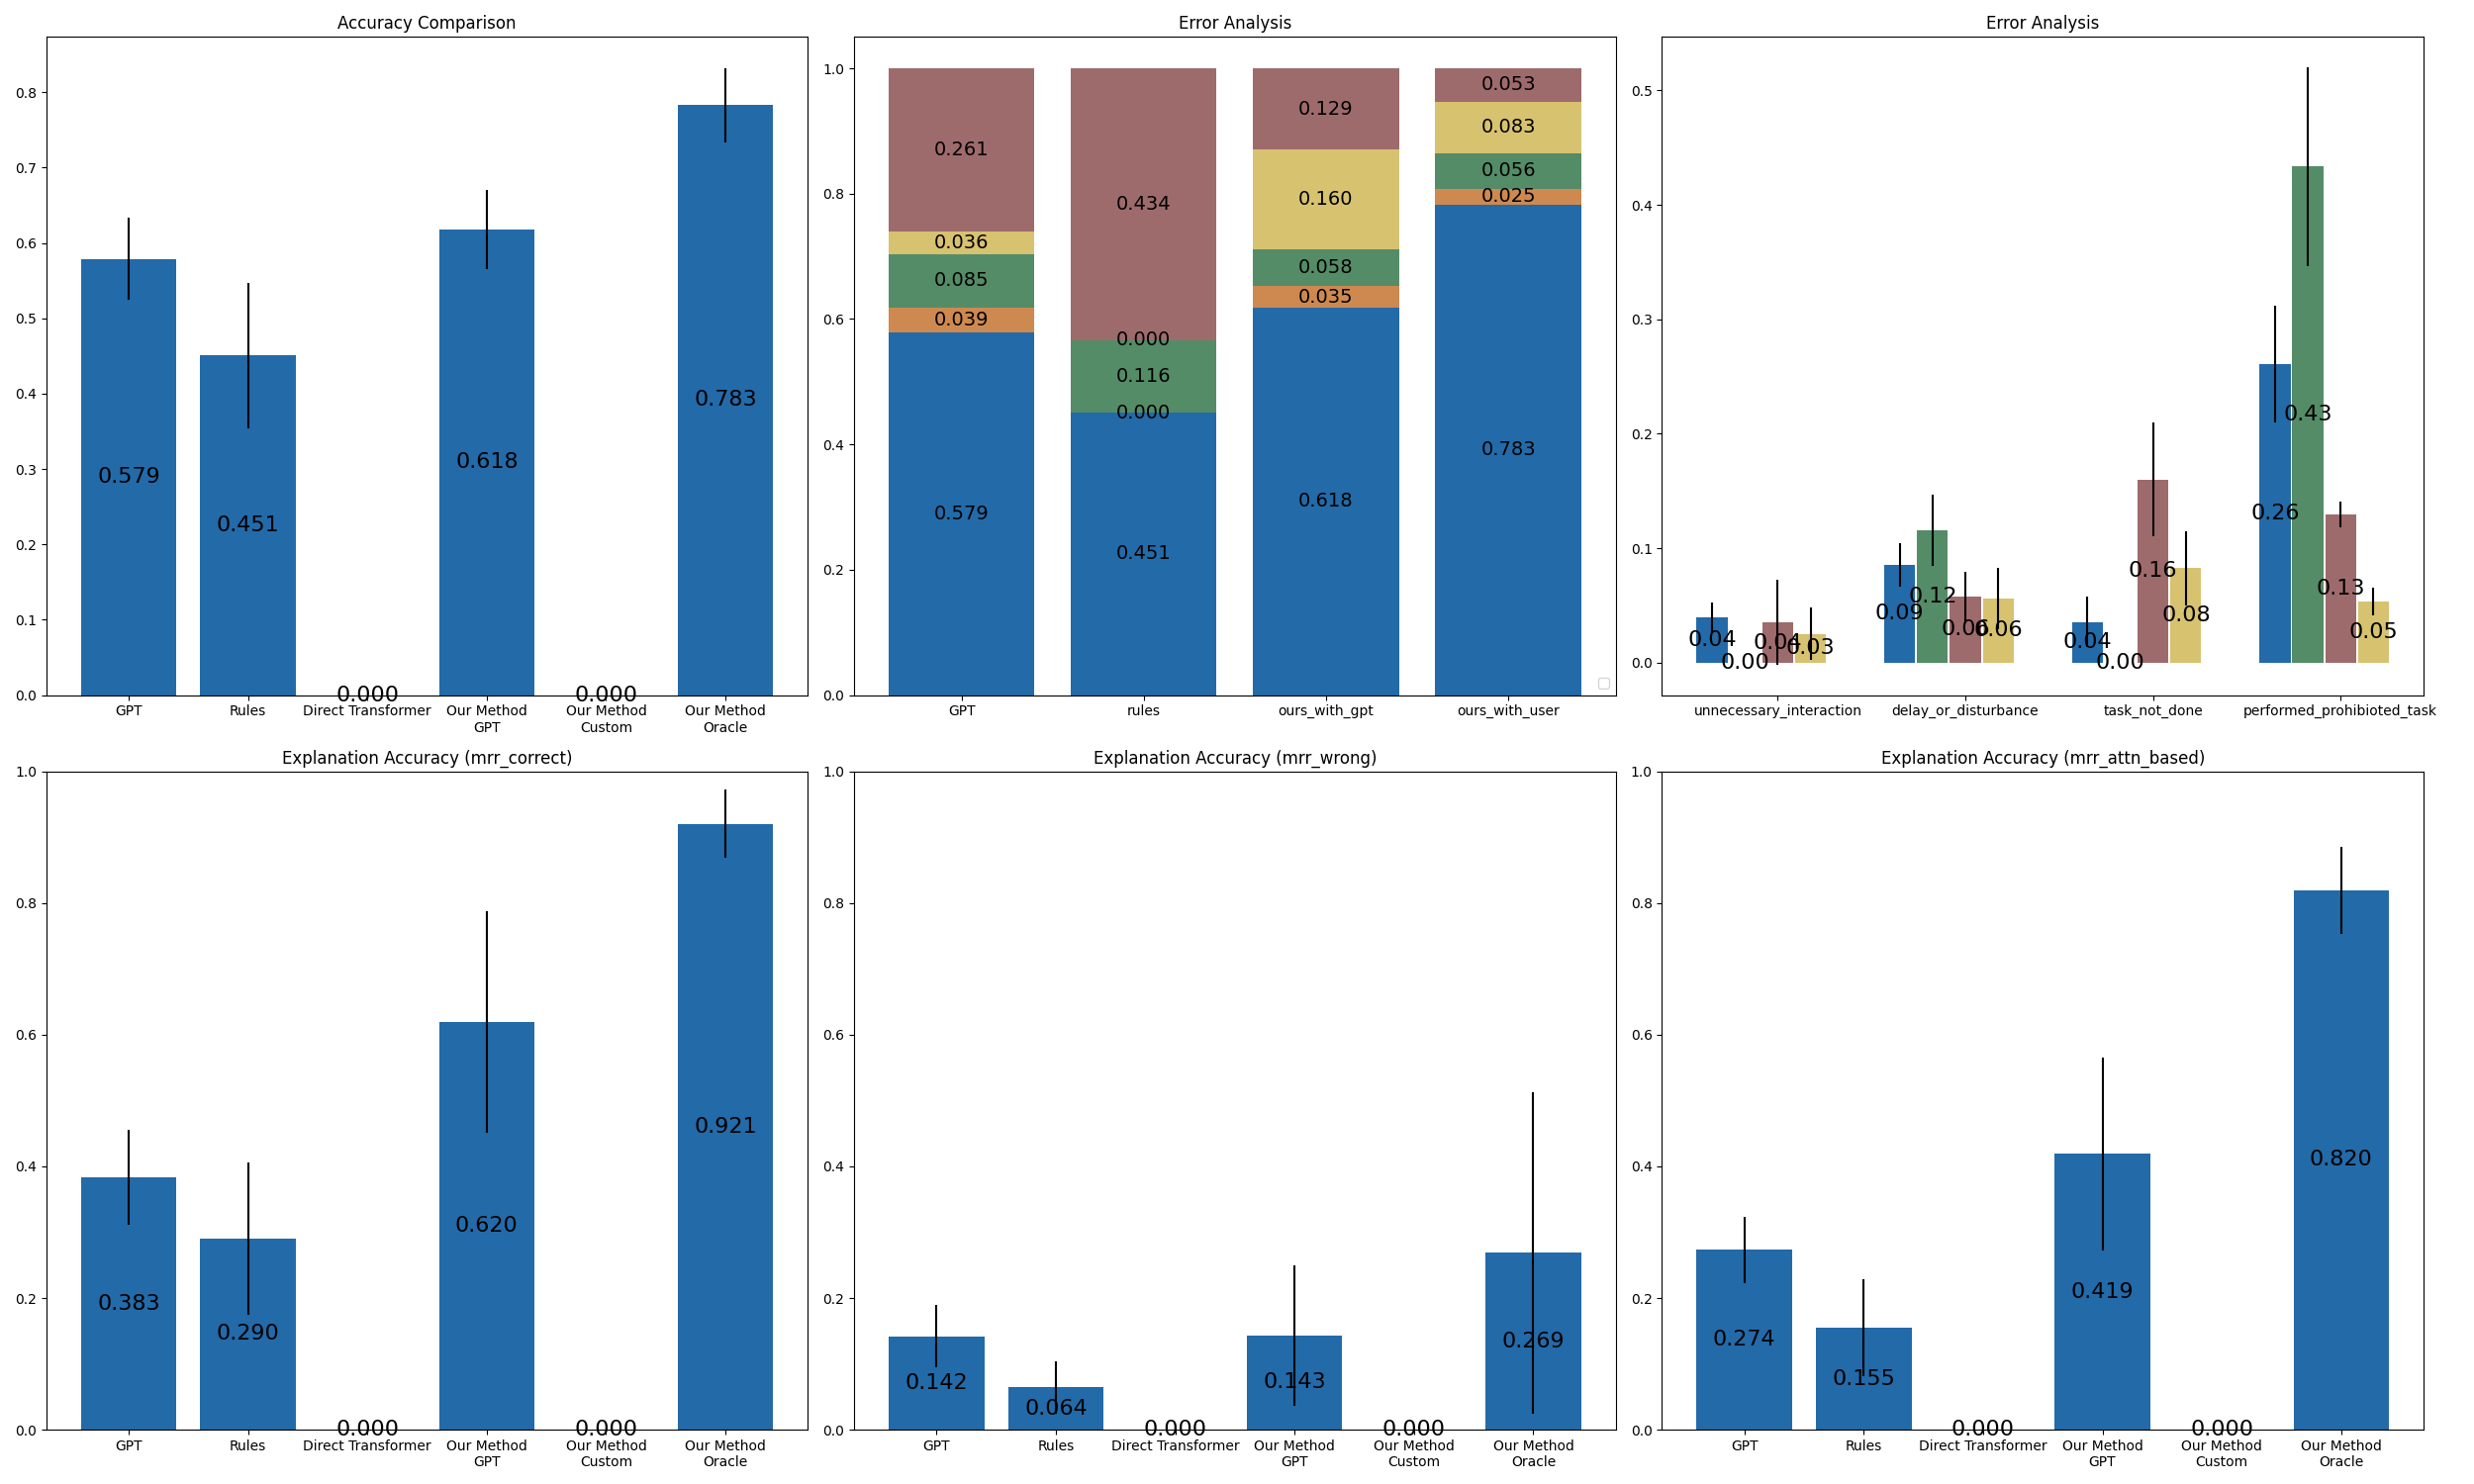 Accuracy Comparison
0.8
0.7
0.6
0.5
0.4
0.3
0.2
0.1
0.0
0.579
0.451
0.000
0.618
0.000
0.783
GPT
Rules
Direct Transformer
Our Method
GPT
Our Method
Custom
Our Method
Oracle
Error Analysis
1.0
0.8
0.6
0.4
0.2
0.0
0.261
0.036
0.085
0.039
0.579
0.434
0.000
0.116
0.000
0.451
0.129
0.160
0.058
0.035
0.618
0.053
0.083
0.056
0.025
0.783
GPT
rules
ours_with_gpt
ours_with_user
Error Analysis
0.5
0.4
0.3
0.2
0.1
0.0
0.04
0.00
0.04
0.03
0.09
0.12
0.06
0.06
0.04
0.00
0.16
0.08
0.26
0.43
0.13
0.05
unnecessary_interaction
delay_or_disturbance
task_not_done
performed_prohibioted_task
Explanation Accuracy (mrr_correct)
1.0
0.8
0.6
0.4
0.2
0.0
0.383
0.290
0.000
0.620
0.000
0.921
GPT
Rules
Direct Transformer
Our Method
GPT
Our Method
Custom
Our Method
Oracle
Explanation Accuracy (mrr_wrong)
1.0
0.8
0.6
0.4
0.2
0.0
0.142
0.064
0.000
0.143
0.000
0.269
GPT
Rules
Direct Transformer
Our Method
GPT
Our Method
Custom
Our Method
Oracle
Explanation Accuracy (mrr_attn_based)
1.0
0.8
0.6
0.4
0.2
0.0
0.274
0.155
0.000
0.419
0.000
0.820
GPT
Rules
Direct Transformer
Our Method
GPT
Our Method
Custom
Our Method
Oracle